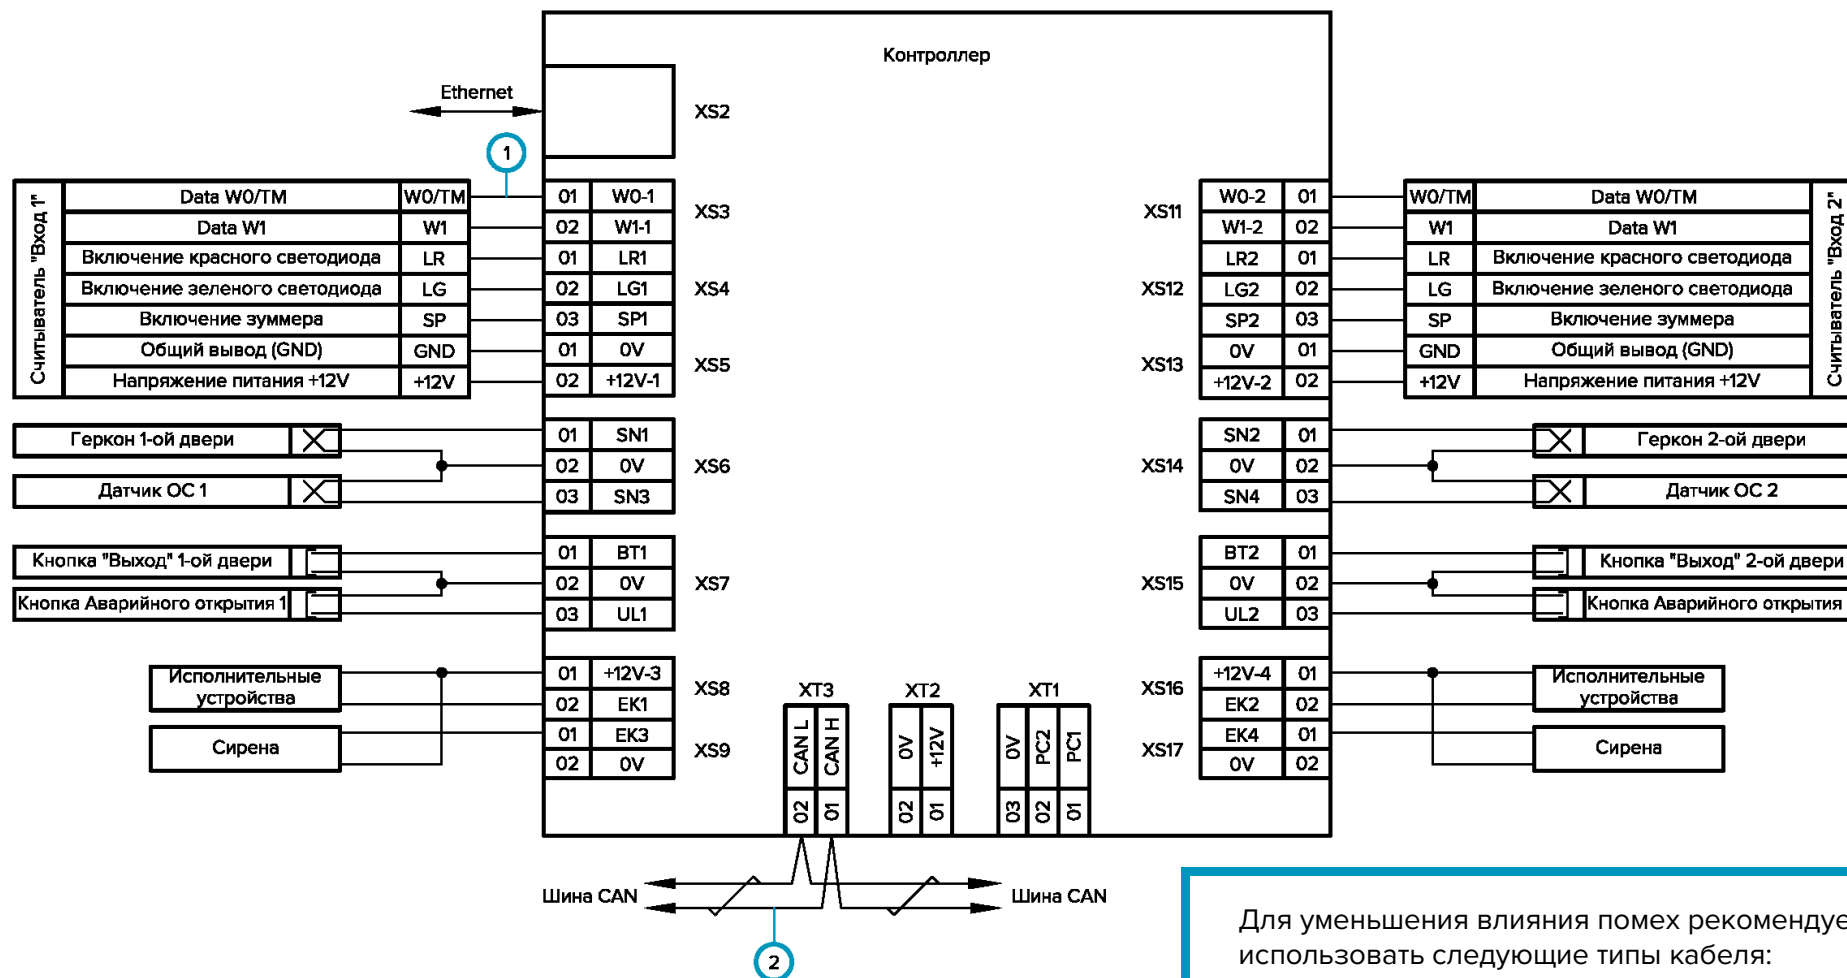 Контроллер
Ethernet
XS2
1
Считыватель "Вход 1"
Data W0/TM W0/TM 01 W0-1
Data W1 W1 02 W1-1
XS3
Включение красного светодиода LR 01 LR1
Включение зеленого светодиода LG 02 LG1
Включение зуммера SP 03 SP1
XS4
Общий вывод (GND) GND 01 0V
Напряжение питания +12V +12V 02 +12V-1
XS5
Геркон 1-ой двери 01 SN1
02 0V
Датчик ОС 1 03 SN3
XS6
Кнопка "Выход" 1-ой двери 01 BT1
02 0V
Кнопка Аварийного открытия 1 03 UL1
XS7
Исполнительные
устройства
01 +12V-3
02 EK1
XS8
Сирена
01 EK3
02 0V
XS9
XT3
CAN L
CAN H
02
01
XT2
0V
+12V
02
01
XT1
0V
PC2
PC1
03
02
01
XS11
W0-2 01 W0/TM Data W0/TM
W1-2 02 W1 Data W1
XS12
LR2 01 LR Включение красного светодиода
LG2 02 LG Включение зеленого светодиода
SP2 03 SP Включение зуммера
XS13
0V 01 GND Общий вывод (GND)
+12V-2 02 +12V Напряжение питания +12V
Считыватель "Вход 2"
XS14
SN2 01 Геркон 2-ой двери
0V 02
SN4 03 Датчик ОС 2
XS15
BT2 01 Кнопка "Выход" 2-ой двери
0V 02
UL2 03 Кнопка Аварийного открытия
XS16
+12V-4 01
EK2 02
Исполнительные
устройства
XS17
EK4 01
0V 02
Сирена
Шина CAN
Шина CAN
2
Для уменьшения влияния помех рекомендуе
использовать следующие типы кабеля: